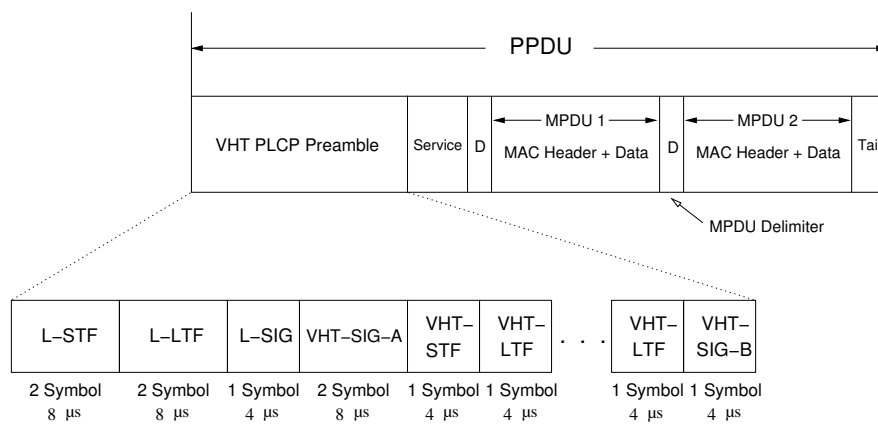 PPDU
VHT PLCP Preamble
Service
D
MPDU 1
MAC Header + Data
D
MPDU 2
MAC Header + Data
Tai
MPDU Delimiter
L-STF
L-LTF
L-SIG
VHT-SIG-A
VHT-
STF
VHT-
LTF
. . .
VHT-
LTF
VHT-
SIG-B
2 Symbol 2 Symbol 1 Symbol 2 Symbol 1 Symbol 1 Symbol 1 Symbol 1 Symbol
8 μs 8 μs 4 μs 8 μs 4 μs 4 μs 4 μs 4 μs